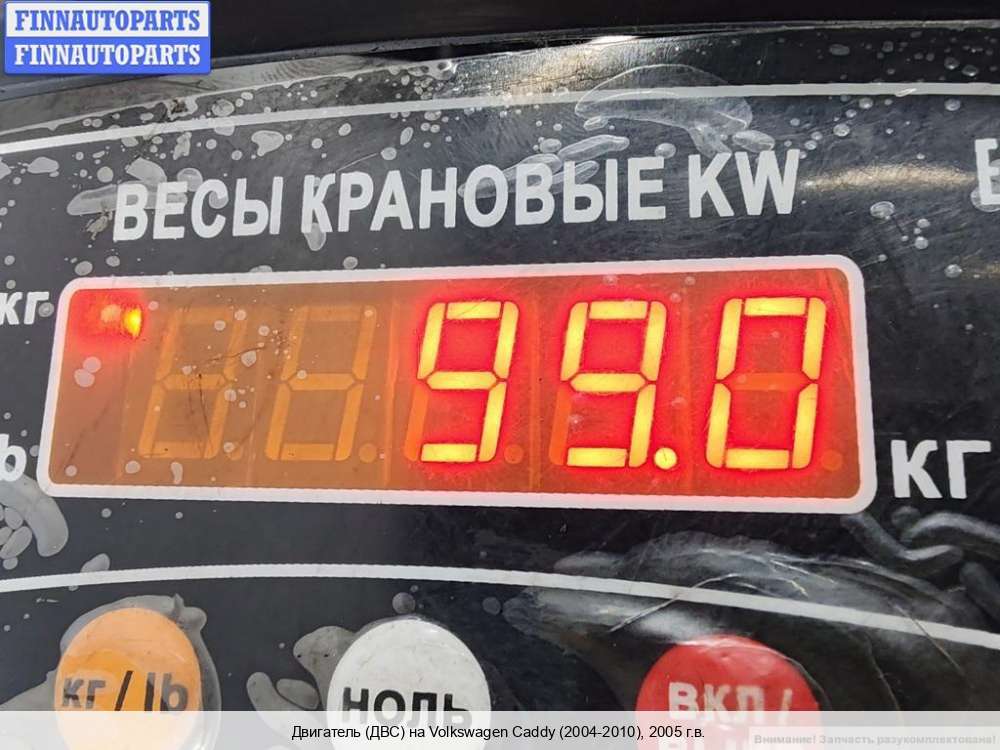 FINNAUTOPARTS
FINNAUTOPARTS
ВЕСЫ КРАНОВЫЕ KW
кг
99.0
lb
КГ
кг / lb
НОЛЬ
ВКЛ /
Двигатель (ДВС) на Volkswagen Caddy (2004-2010), 2005 г.в.
Внимание! Запчасть разукомплектована!